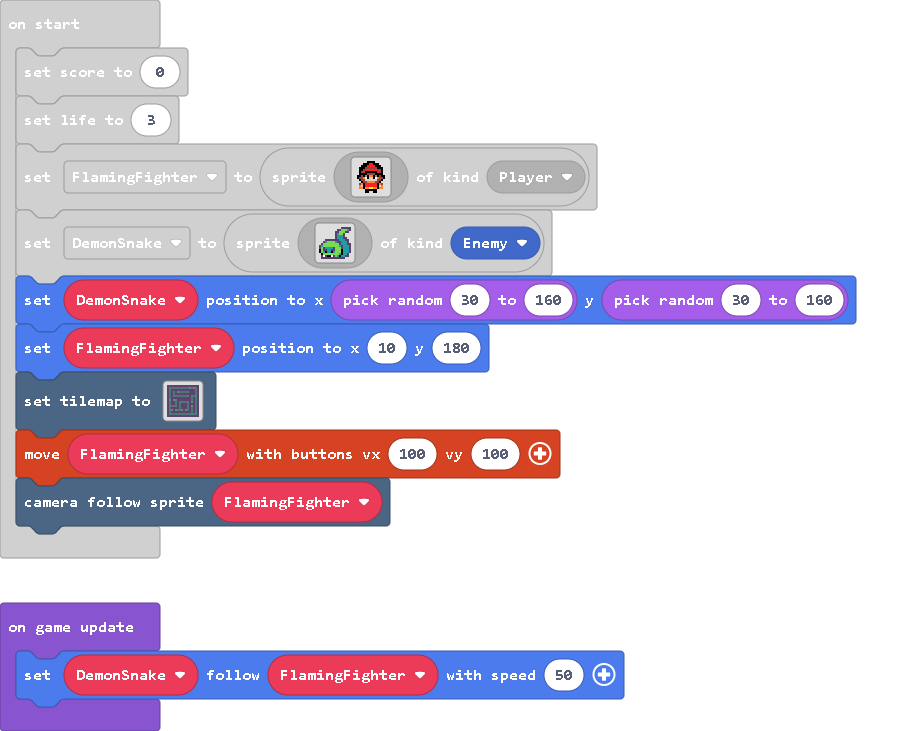 on start
set score to 0
set life to 3
set FlamingFighter to sprite of kind Player
set DemonSnake to sprite of kind Enemy
set DemonSnake position to x pick random 30 to 160 y pick random 30 to 160
set FlamingFighter position to x 10 y 180
set tilemap to
move FlamingFighter with buttons vx 100 vy 100
camera follow sprite FlamingFighter
on game update
set DemonSnake follow FlamingFighter with speed 50